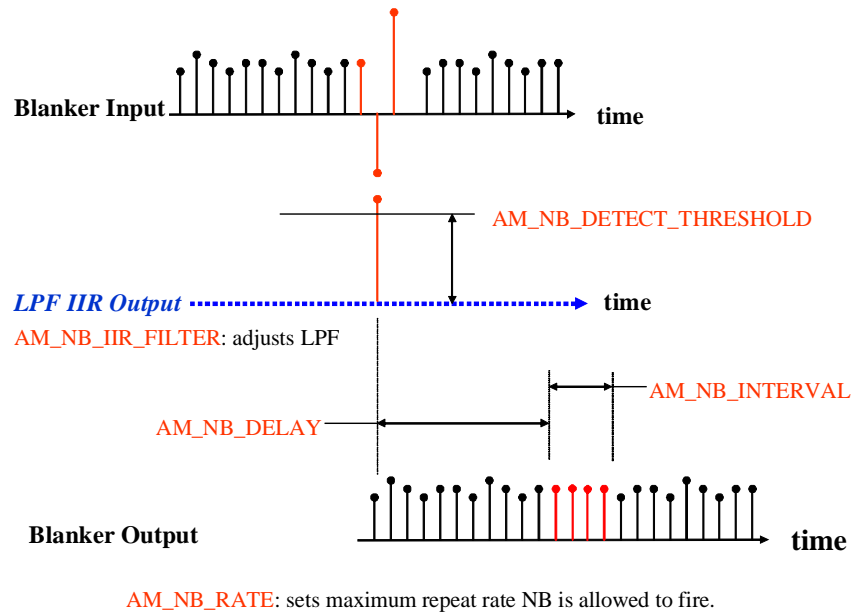 Blanker Input
time
AM_NB_DETECT_THRESHOLD
LPF IIR Output
time
AM_NB_IIR_FILTER: adjusts LPF
AM_NB_INTERVAL
AM_NB_DELAY
Blanker Output
time
AM_NB_RATE: sets maximum repeat rate NB is allowed to fire.